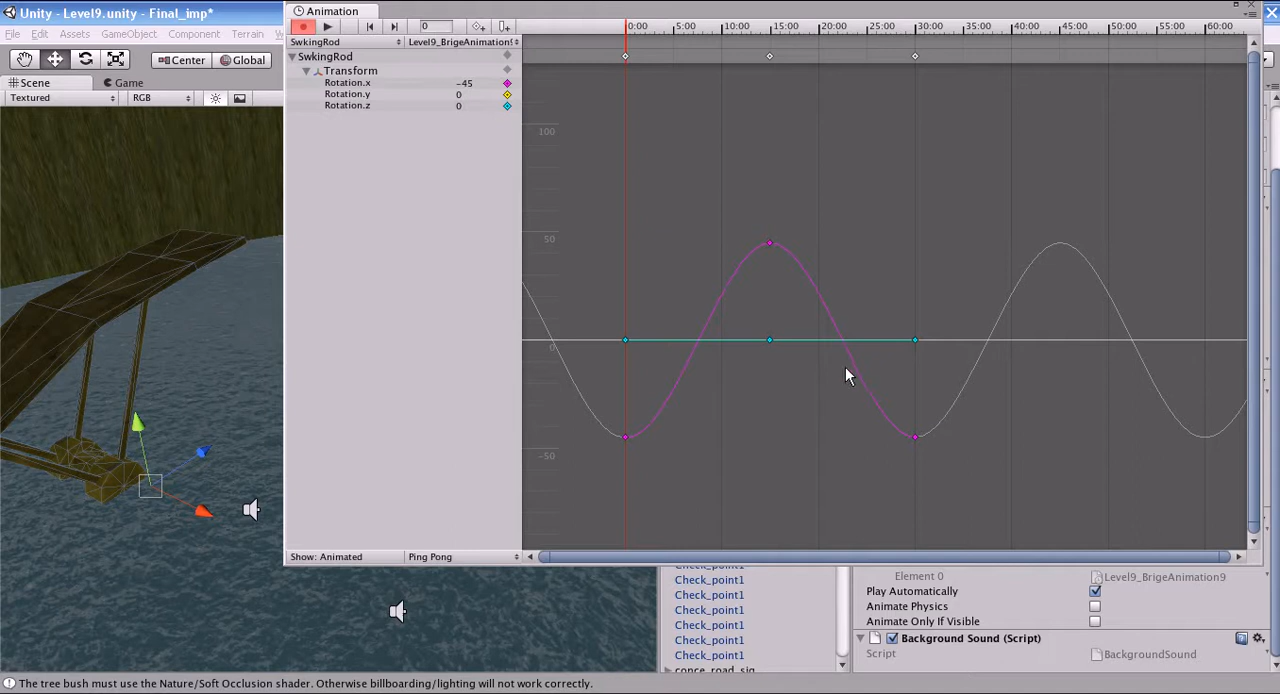 Unity - Level9.unity - Final_imp*
File Edit Assets GameObject Component Terrain
Center Global
Scene Game
Textured RGB
Animation
0
SwkingRod Level9_BrigeAnimation9
SwkingRod
Transform
Rotation.x -45
Rotation.y 0
Rotation.z 0
0:00 5:00 10:00 15:00 20:00 25:00 30:00 35:00 40:00 45:00 50:00 55:00 60:00
100
50
0
-50
Show: Animated Ping Pong
Check_point1
Check_point1
Check_point1
Check_point1
Check_point1
Check_point1
Check_point1
conce_road_sig
Element 0 Level9_BrigeAnimation9
Play Automatically
Animate Physics
Animate Only If Visible
Background Sound (Script)
Script BackgroundSound
The tree bush must use the Nature/Soft Occlusion shader. Otherwise billboarding/lighting will not work correctly.